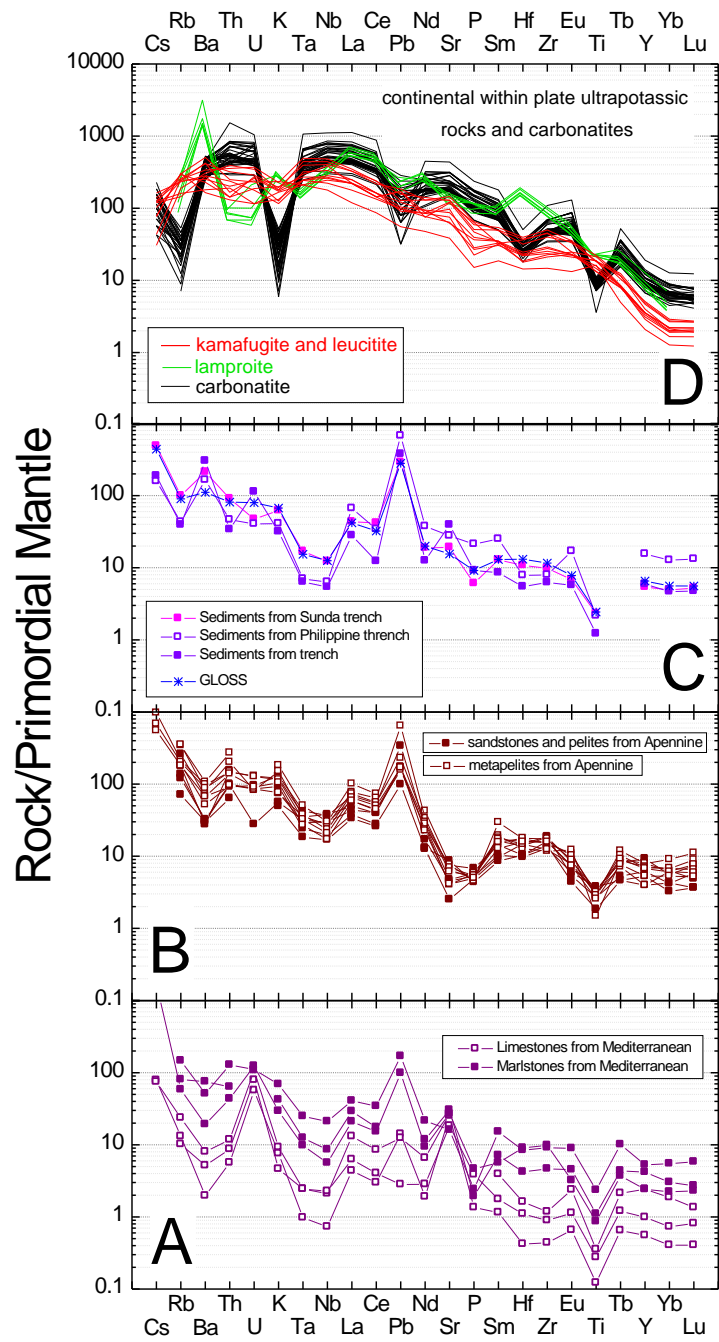 Rb Th K Nb Ce Nd P Hf Eu Tb Yb
Cs Ba U Ta La Pb Sr Sm Zr Ti Y Lu
10000
1000
100
10
1
0.1
continental within plate ultrapotassic
rocks and carbonatites
kamafugite and leucitite
lamproite
carbonatite
D
Rock/Primordial Mantle
100
10
1
0.1
Sediments from Sunda trench
Sediments from Philippine thrench
Sediments from trench
GLOSS
C
100
10
1
0.1
sandstones and pelites from Apennine
metapelites from Apennine
B
100
10
1
0.1
Limestones from Mediterranean
Marlstones from Mediterranean
A
Rb Th K Nb Ce Nd P Hf Eu Tb Yb
Cs Ba U Ta La Pb Sr Sm Zr Ti Y Lu